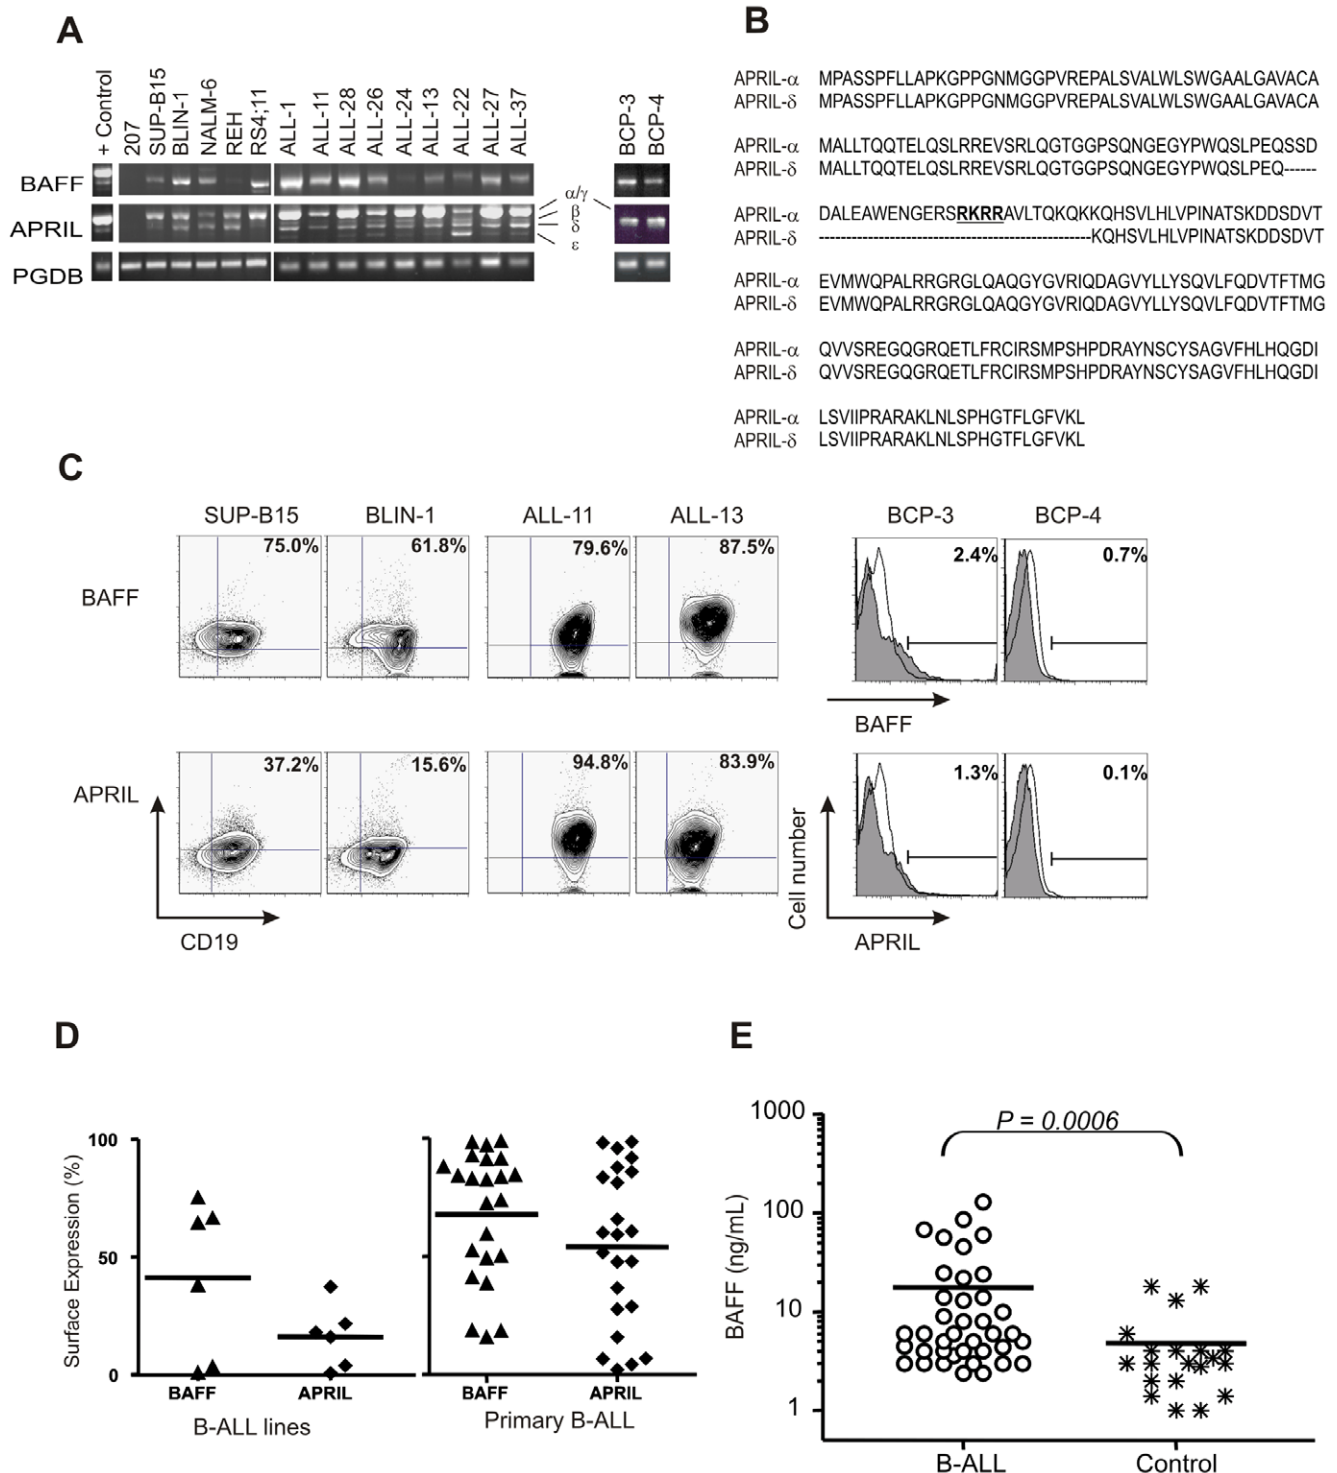 A
+ Control
207
SUP-B15
BLIN-1
NALM-6
REH
RS4;11
ALL-1
ALL-11
ALL-28
ALL-26
ALL-24
ALL-13
ALL-22
ALL-27
ALL-37
BCP-3
BCP-4
BAFF
APRIL
PGDB
α/γ
β
δ
ε
B
APRIL-α MPASSPFLLAPKGPPGNMGGPVREPALSVALWLSWGAALGAVACA
APRIL-δ MPASSPFLLAPKGPPGNMGGPVREPALSVALWLSWGAALGAVACA
APRIL-α MALLTQQTELQSLRREVSRLQGTGGPSQNGEGYPWQSLPEQSSD
APRIL-δ MALLTQQTELQSLRREVSRLQGTGGPSQNGEGYPWQSLPEQ------
APRIL-α DALEAWENGERSRKRRAVLTQKQKKQHSVLHLVPINATSKDDSDVT
APRIL-δ --------------------------------------------------KQHSVLHLVPINATSKDDSDVT
APRIL-α EVMWQPALRRGRGLQAQGYGVRIQDAGVYLLYSQVLFQDVTFTMG
APRIL-δ EVMWQPALRRGRGLQAQGYGVRIQDAGVYLLYSQVLFQDVTFTMG
APRIL-α QVVSREGQGRQETLFRCIRSMPSHPDRAYNSCYSAGVFHLHQGDI
APRIL-δ QVVSREGQGRQETLFRCIRSMPSHPDRAYNSCYSAGVFHLHQGDI
APRIL-α LSVIIPRARAKLNLSPHGTFLGFVKL
APRIL-δ LSVIIPRARAKLNLSPHGTFLGFVKL
C
SUP-B15 BLIN-1 ALL-11 ALL-13 BCP-3 BCP-4
BAFF 75.0% 61.8% 79.6% 87.5% 2.4% 0.7%
BAFF
APRIL 37.2% 15.6% 94.8% 83.9% 1.3% 0.1%
Cell number
CD19
APRIL
D
Surface Expression (%)
100
50
0
BAFF APRIL BAFF APRIL
B-ALL lines Primary B-ALL
E
P = 0.0006
BAFF (ng/mL)
1000
100
10
1
B-ALL Control